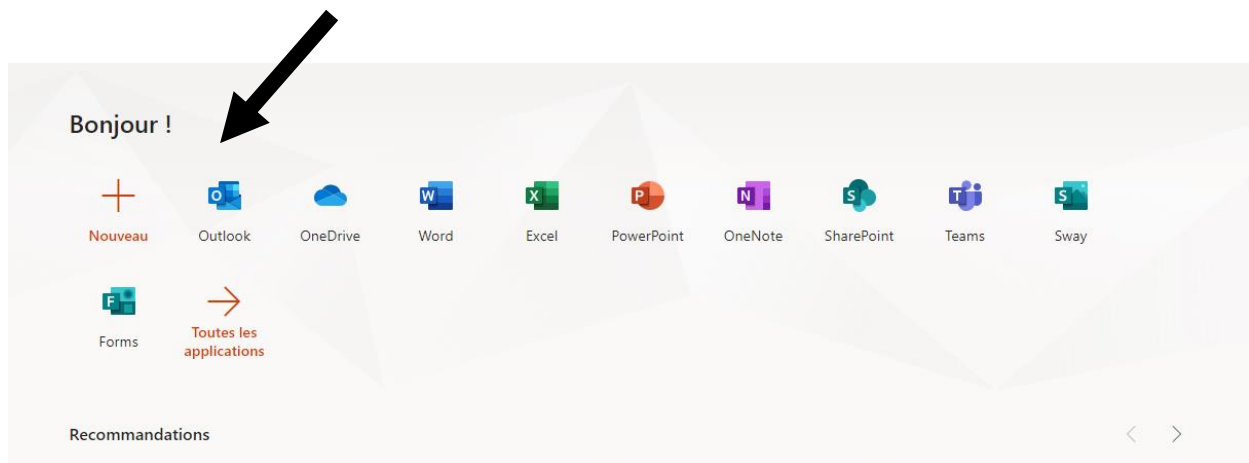 Bonjour !
Nouveau Outlook OneDrive Word Excel PowerPoint OneNote SharePoint Teams Sway
Forms Toutes les
applications
Recommandations